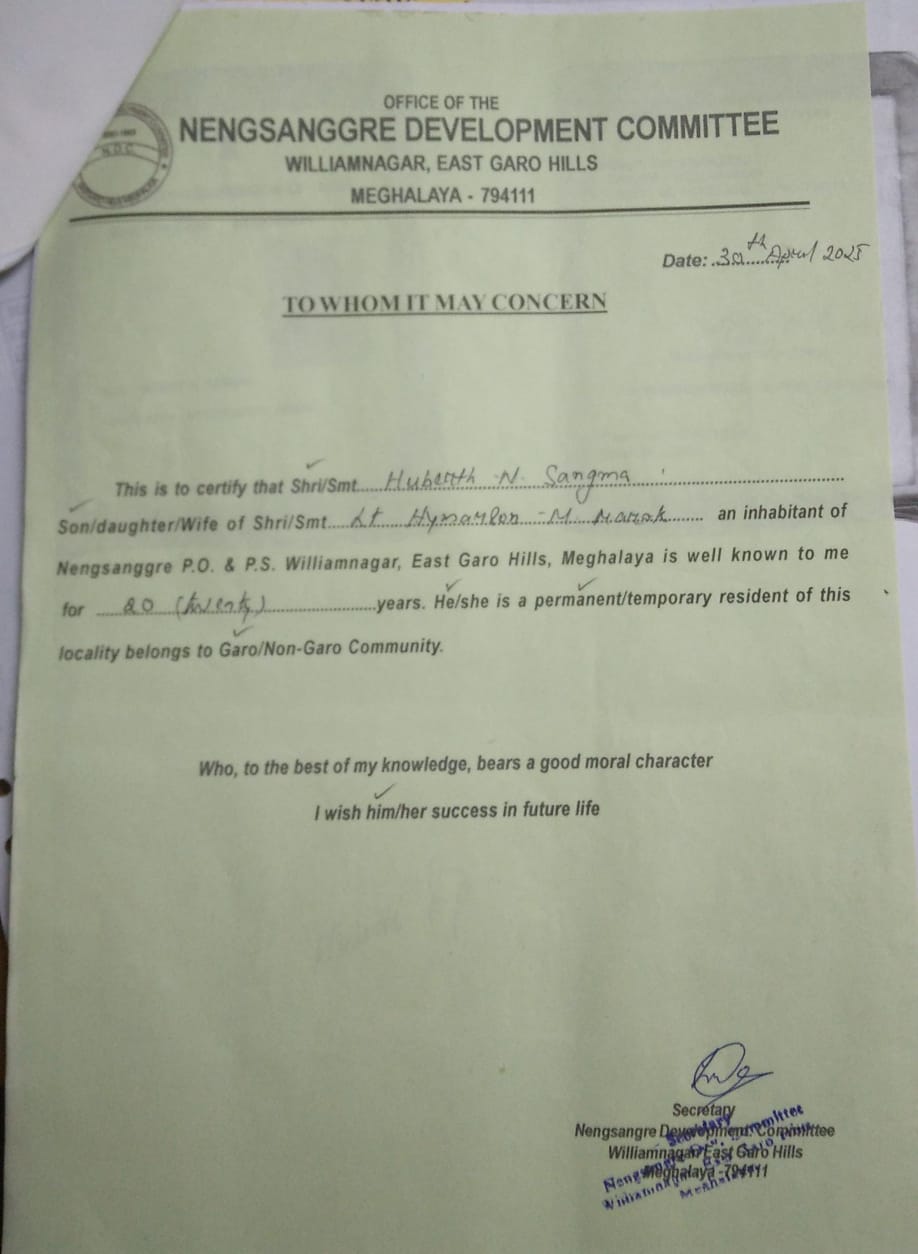 N.D.C
OFFICE OF THE
NENGSANGGRE DEVELOPMENT COMMITTEE
WILLIAMNAGAR, EAST GARO HILLS
MEGHALAYA - 794111
Date: 30th April 2025
TO WHOM IT MAY CONCERN
This is to certify that Shri/Smt....Huberth N. Sangma
Son/daughter/Wife of Shri/Smt....Lt M. Marak........ an inhabitant of
Nengsanggre P.O. & P.S. Williamnagar, East Garo Hills, Meghalaya is well known to me
for ....20 (twenty)....................years. He/she is a permanent/temporary resident of this
locality belongs to Garo/Non-Garo Community.
Who, to the best of my knowledge, bears a good moral character
I wish him/her success in future life
Secretary
Nengsangre Development Committee
Williamnagar East Garo Hills
Meghalaya -794111
Secretary